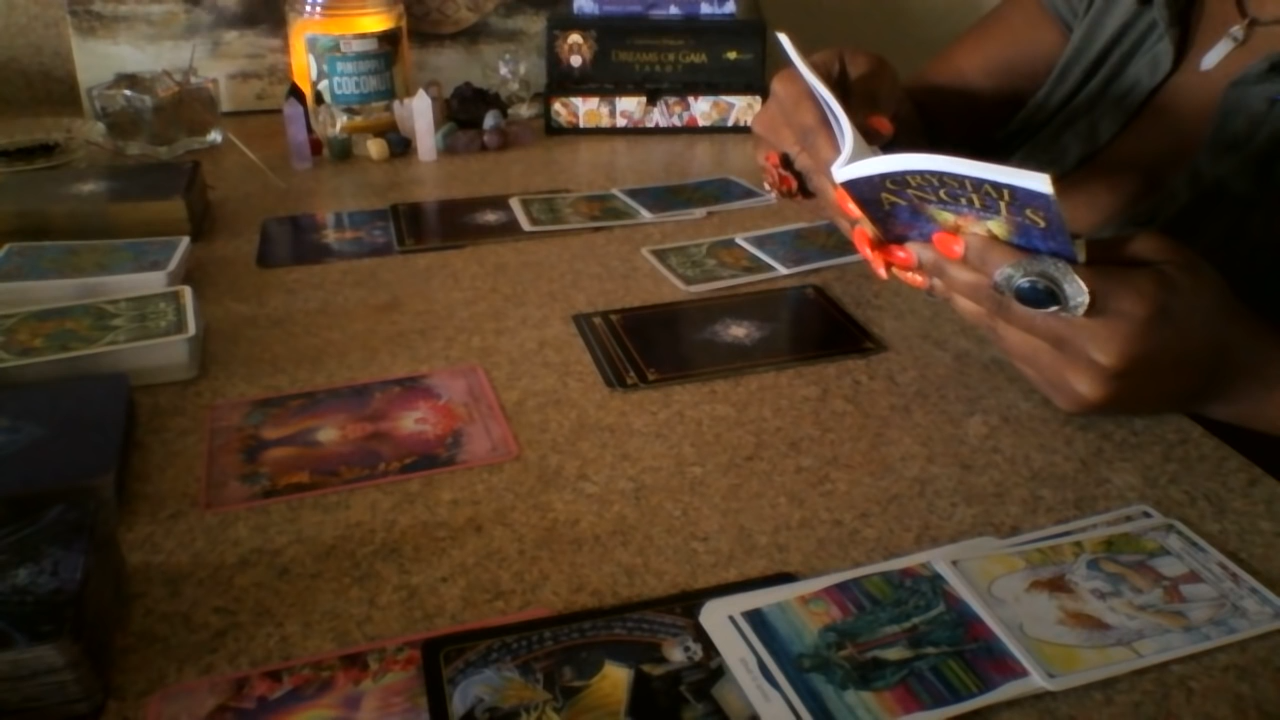 PINEAPPLE
COCONUT
DREAMS OF GAIA
TAROT
CRYSTAL
ANGELS